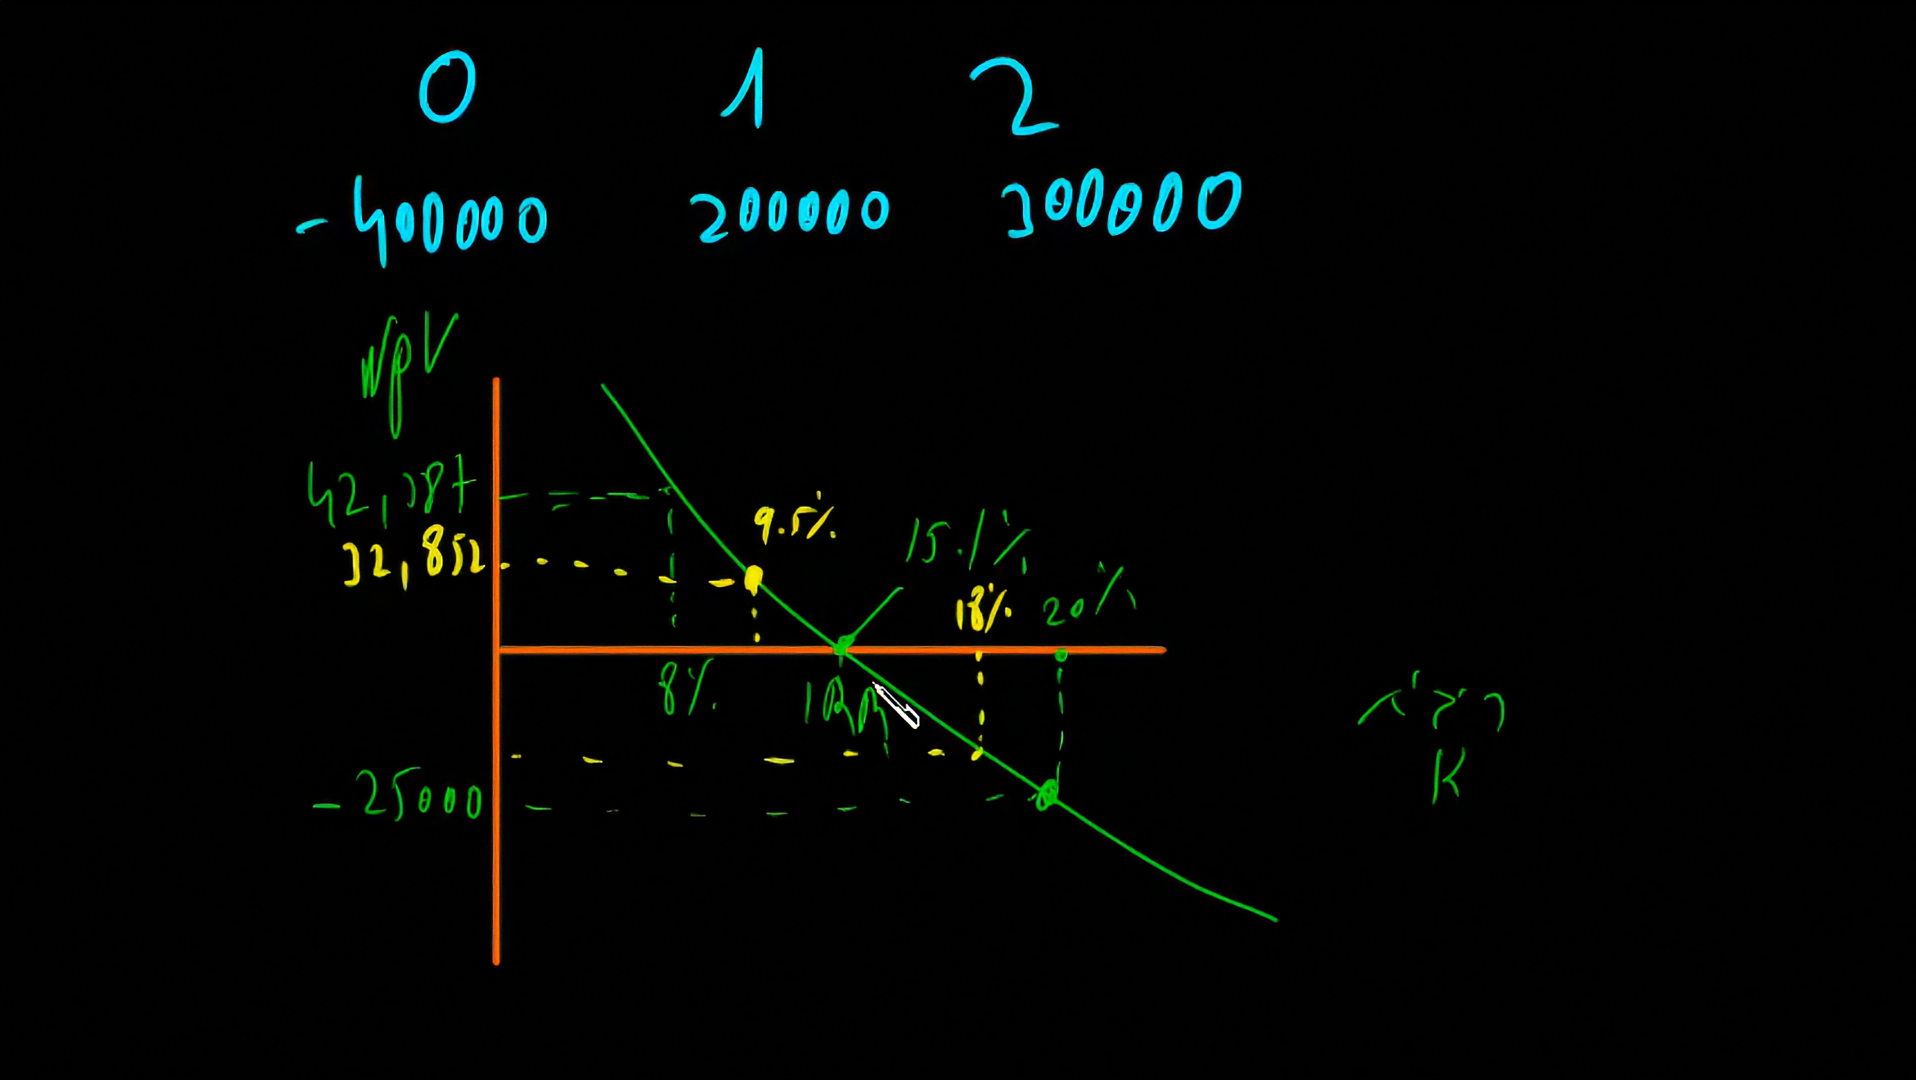 0 1 2
-400000 200000 300000
NPV
42,387
32,852
9.5%
15.1%
18%
20%
8%
IRR
-25000
K